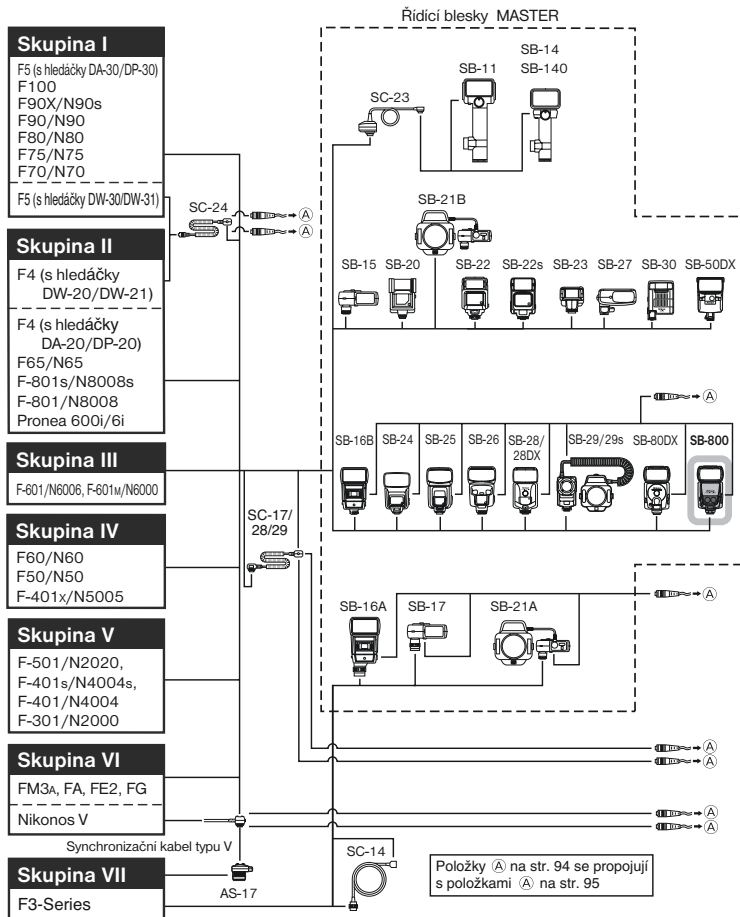 Řídící blesky MASTER
Skupina I
F5 (s hledáčky DA-30/DP-30)
F100
F90X/N90s
F90/N90
F80/N80
F75/N75
F70/N70
F5 (s hledáčky DW-30/DW-31)
Skupina II
F4 (s hledáčky
DW-20/DW-21)
F4 (s hledáčky
DA-20/DP-20)
F65/N65
F-801s/N8008s
F-801/N8008
Pronea 600i/6i
Skupina III
F-601/N6006, F-601M/N6000
Skupina IV
F60/N60
F50/N50
F-401X/N5005
Skupina V
F-501/N2020,
F-401s/N4004s,
F-401/N4004
F-301/N2000
Skupina VI
FM3A, FA, FE2, FG
Nikonos V
Synchronizační kabel typu V
Skupina VII
F3-Series
AS-17
SC-24
A
A
SC-17/
28/29
SC-14
SC-23
SB-11
SB-14
SB-140
SB-21B
SB-15
SB-20
SB-22
SB-22s
SB-23
SB-27
SB-30
SB-50DX
A
SB-16B
SB-24
SB-25
SB-26
SB-28/
28DX
SB-29/29s
SB-80DX
SB-800
SB-16A
SB-17
SB-21A
A
A
A
A
A
Položky A na str. 94 se propojují
s položkami A na str. 95